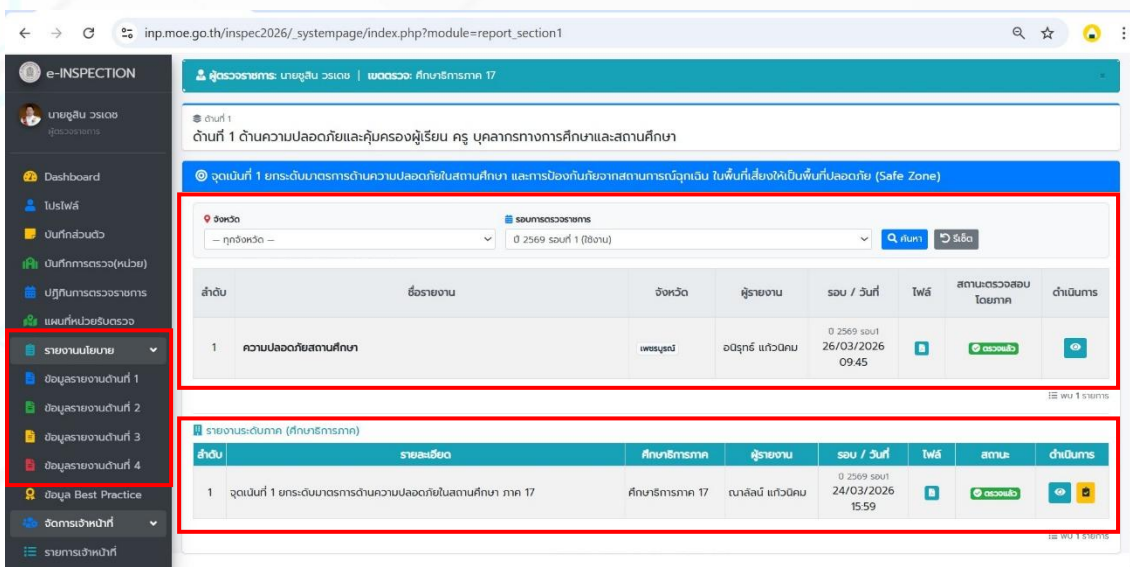 inp.moe.go.th/inspec2026/_systempage/index.php?module=report_section1
e-INSPECTION
นายชูสิน วรเดช
ผู้ตรวจราชการ
Dashboard
โปรไฟล์
บันทึกส่วนตัว
บันทึกการตรวจ(หน่วย)
ปฏิทินการตรวจราชการ
แผนที่หน่วยรับตรวจ
รายงานนโยบาย
ข้อมูลรายงานด้านที่ 1
ข้อมูลรายงานด้านที่ 2
ข้อมูลรายงานด้านที่ 3
ข้อมูลรายงานด้านที่ 4
ข้อมูล Best Practice
จัดการเจ้าหน้าที่
รายการเจ้าหน้าที่
ผู้ตรวจราชการ: นายชูสิน วรเดช | เขตตรวจ: ศึกษาธิการภาค 17
ด้านที่ 1
ด้านที่ 1 ด้านความปลอดภัยและคุ้มครองผู้เรียน ครู บุคลากรทางการศึกษาและสถานศึกษา
จุดเน้นที่ 1 ยกระดับมาตรการด้านความปลอดภัยในสถานศึกษา และการป้องกันภัยจากสถานการณ์ฉุกเฉิน ในพื้นที่เสี่ยงให้เป็นพื้นที่ปลอดภัย (Safe Zone)
จังหวัด รอบการตรวจราชการ
— ทุกจังหวัด — ปี 2569 รอบที่ 1 (ใช้งาน) ค้นหา รีเซ็ต
ลำดับ ชื่อรายงาน จังหวัด ผู้รายงาน รอบ / วันที่ ไฟล์ สถานะตรวจสอบโดยภาค ดำเนินการ
ปี 2569 รอบ1
1 ความปลอดภัยสถานศึกษา เพชรบูรณ์ อนิรุทธ์ แก้วนิคม 26/03/2026 ตรวจแล้ว
09:45
พบ 1 รายการ
รายงานระดับภาค (ศึกษาธิการภาค)
ลำดับ รายละเอียด ศึกษาธิการภาค ผู้รายงาน รอบ / วันที่ ไฟล์ สถานะ ดำเนินการ
ปี 2569 รอบ1
1 จุดเน้นที่ 1 ยกระดับมาตรการด้านความปลอดภัยในสถานศึกษา ภาค 17 ศึกษาธิการภาค 17 ณาลัลน์ แก้วนิคม 24/03/2026 ตรวจแล้ว
15:59
พบ 1 รายการ